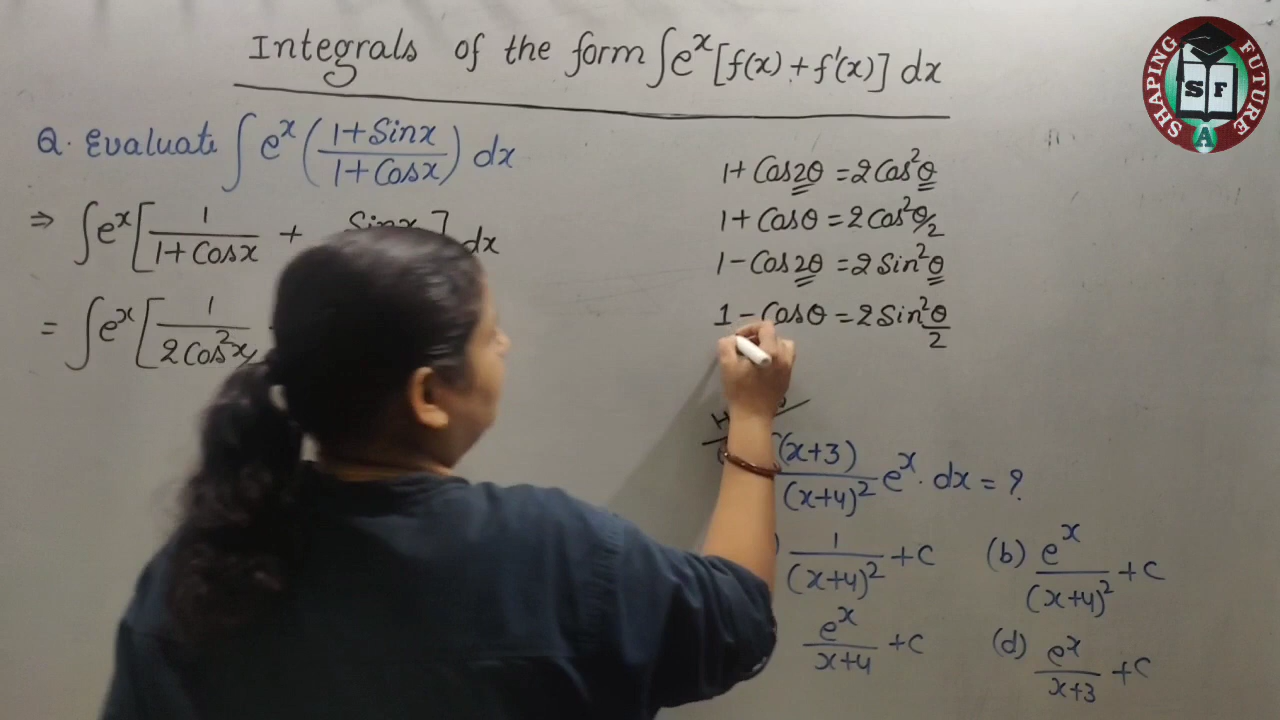 Integrals of the form ∫eˣ[f(x) + f'(x)] dx
Q. Evaluate ∫eˣ((1+Sinx)/(1+Cosx)) dx
⇒ ∫eˣ[1/(1+Cosx) + Sinx ] dx
= ∫eˣ[1/(2Cos²x/
1+Cos2θ = 2Cos²θ
1+Cosθ = 2Cos²θ/2
1-Cos2θ = 2Sin²θ
1-Cosθ = 2Sin²θ/2
∫(x+3)/(x+4)² eˣ. dx = ?
1/(x+4)² + C
(b) eˣ/(x+4)² + C
eˣ/(x+4) + C
(d) eˣ/(x+3) + C
SHAPING FUTURE
S F
A